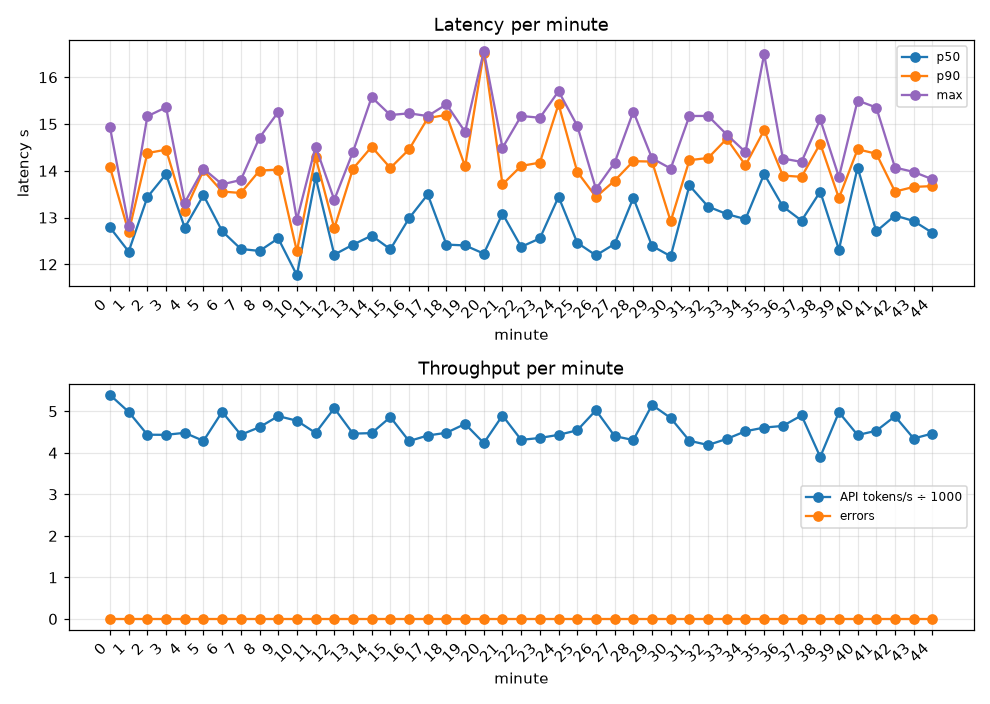 Latency per minute
latency s
16
15
14
13
12
p50
p90
max
0 1 2 3 4 5 6 7 8 9 10 11 12 13 14 15 16 17 18 19 20 21 22 23 24 25 26 27 28 29 30 31 32 33 34 35 36 37 38 39 40 41 42 43 44
minute
Throughput per minute
5
4
3
2
1
0
API tokens/s ÷ 1000
errors
0 1 2 3 4 5 6 7 8 9 10 11 12 13 14 15 16 17 18 19 20 21 22 23 24 25 26 27 28 29 30 31 32 33 34 35 36 37 38 39 40 41 42 43 44
minute